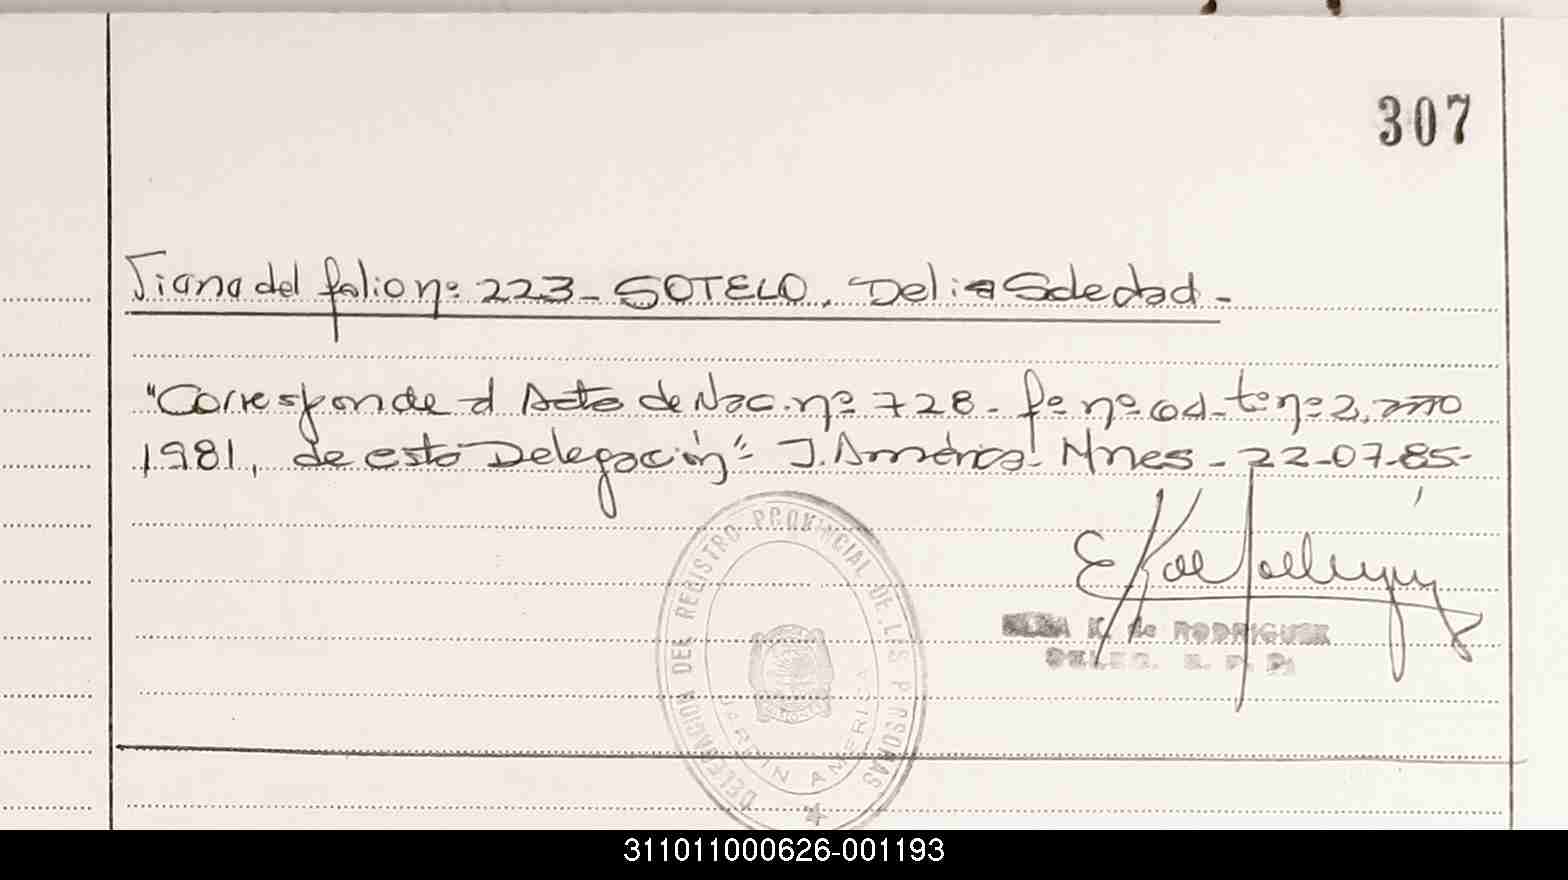 307
Viene del folio nº 223 - SOTELO, Delia Soledad.-
"Corresponde al Acta de Nac. nº 728 - fº nº tº nº 2, año
1981, de esta Delegación" J. América Mnes - 22-07-85-
K. de RODRIGUEZ
DELEG. R. P. P.
DELEGACION DEL REGISTRO PROVINCIAL DE LAS PERSONAS
JARDIN AMERICA
311011000626-001193